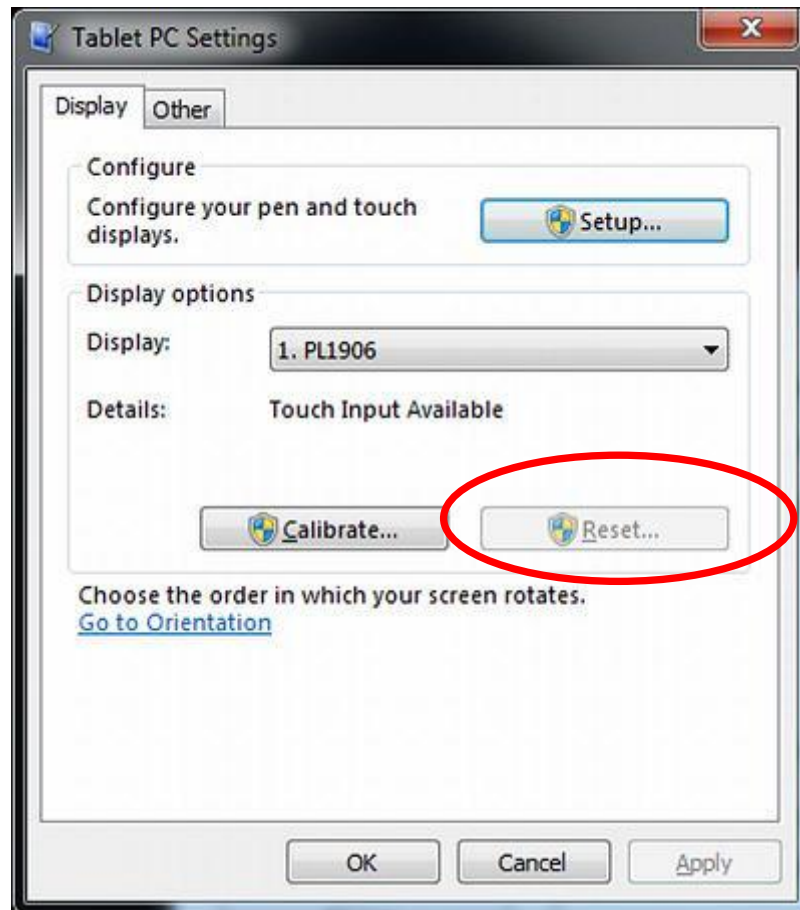 Tablet PC Settings
Display
Other
Configure
Configure your pen and touch
displays.
Setup...
Display options
Display:
1. PL1906
Details:
Touch Input Available
Calibrate...
Reset...
Choose the order in which your screen rotates.
Go to Orientation
OK
Cancel
Apply